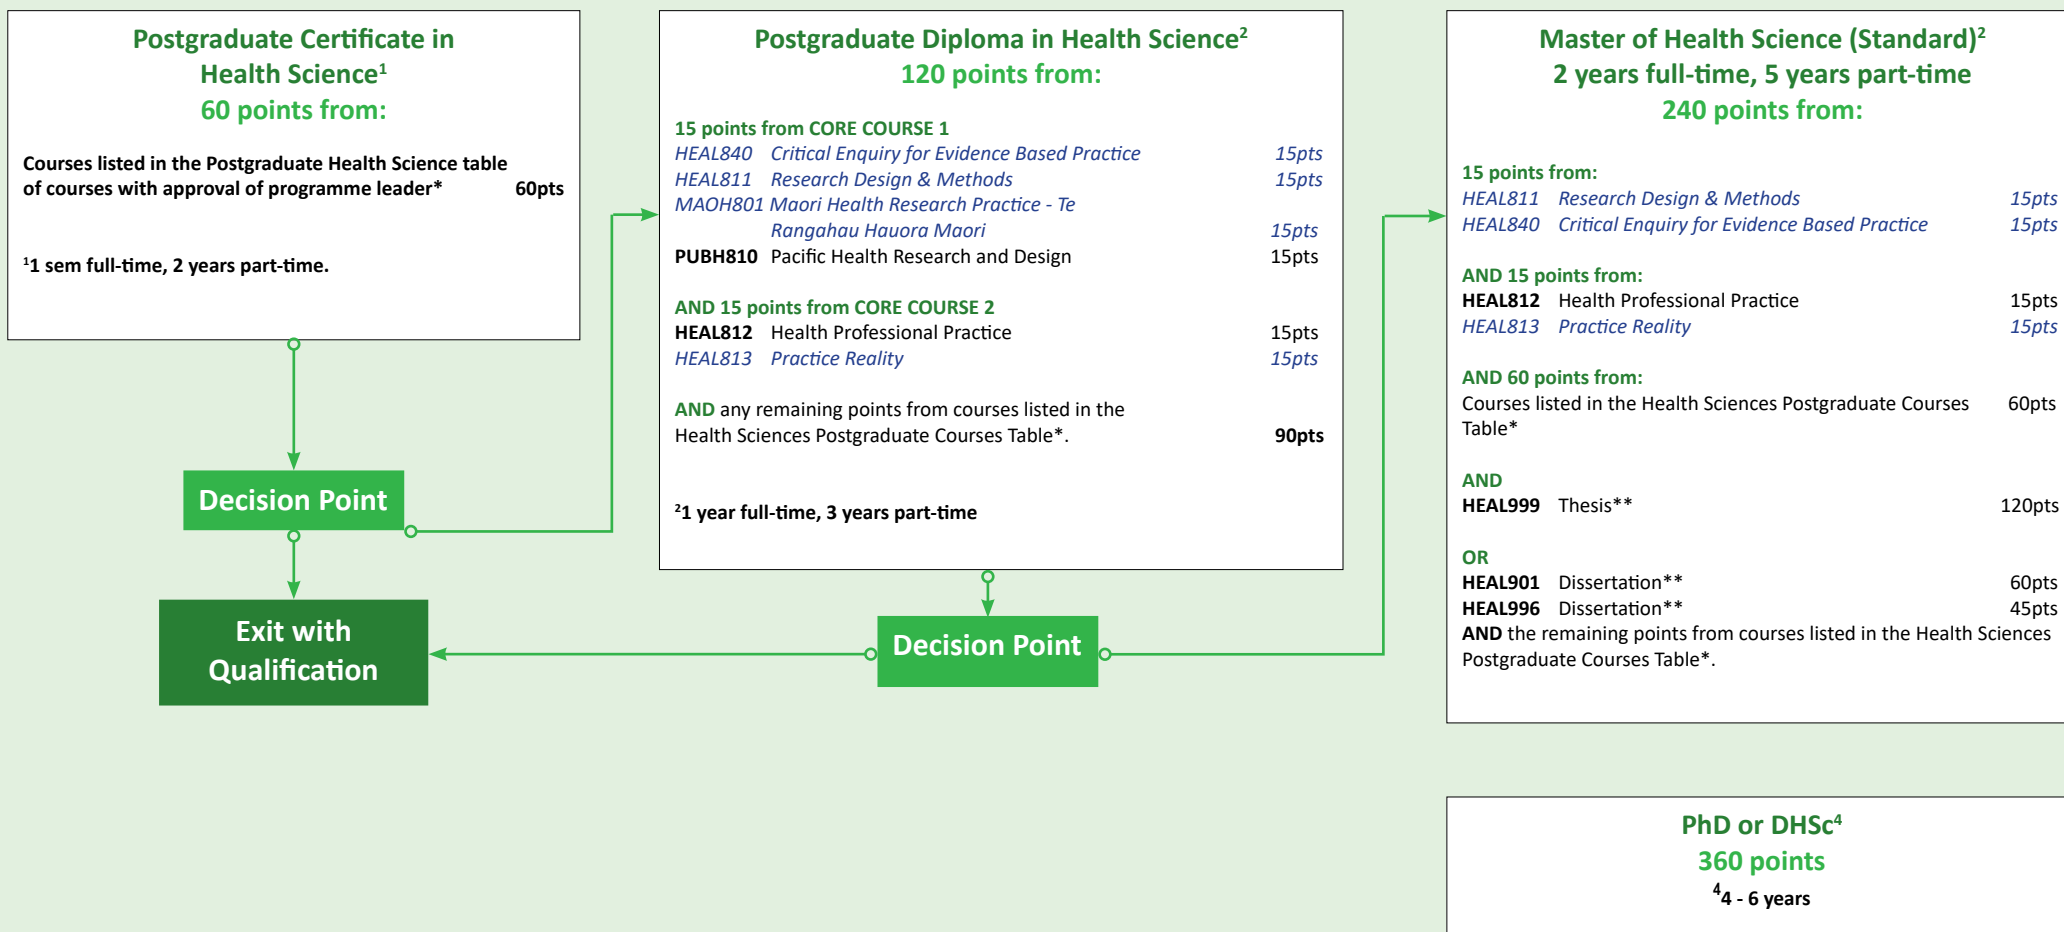 Postgraduate Certificate in
Health Science¹
60 points from:
Courses listed in the Postgraduate Health Science table
of courses with approval of programme leader* 60pts
¹1 sem full-time, 2 years part-time.
Decision Point
Exit with
Qualification
Postgraduate Diploma in Health Science²
120 points from:
15 points from CORE COURSE 1
HEAL840 Critical Enquiry for Evidence Based Practice 15pts
HEAL811 Research Design & Methods 15pts
MAOH801 Maori Health Research Practice - Te
Rangahau Hauora Maori 15pts
PUBH810 Pacific Health Research and Design 15pts
AND 15 points from CORE COURSE 2
HEAL812 Health Professional Practice 15pts
HEAL813 Practice Reality 15pts
AND any remaining points from courses listed in the
Health Sciences Postgraduate Courses Table*. 90pts
²1 year full-time, 3 years part-time
Decision Point
Master of Health Science (Standard)²
2 years full-time, 5 years part-time
240 points from:
15 points from:
HEAL811 Research Design & Methods 15pts
HEAL840 Critical Enquiry for Evidence Based Practice 15pts
AND 15 points from:
HEAL812 Health Professional Practice 15pts
HEAL813 Practice Reality 15pts
AND 60 points from:
Courses listed in the Health Sciences Postgraduate Courses 60pts
Table*
AND
HEAL999 Thesis** 120pts
OR
HEAL901 Dissertation** 60pts
HEAL996 Dissertation** 45pts
AND the remaining points from courses listed in the Health Sciences
Postgraduate Courses Table*.
PhD or DHSc⁴
360 points
⁴4 - 6 years